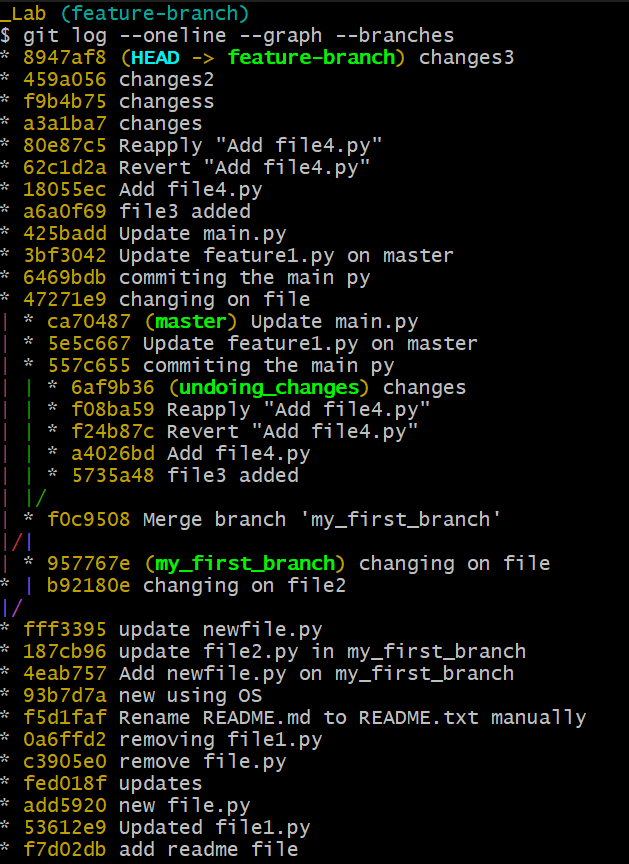 _Lab (feature-branch)
$ git log --oneline --graph --branches
* 8947af8 (HEAD -> feature-branch) changes3
* 459a056 changes2
* f9b4b75 changess
* a3a1ba7 changes
* 80e87c5 Reapply "Add file4.py"
* 62c1d2a Revert "Add file4.py"
* 18055ec Add file4.py
* a6a0f69 file3 added
* 425badd Update main.py
* 3bf3042 Update feature1.py on master
* 6469bdb commiting the main py
* 47271e9 changing on file
| * ca70487 (master) Update main.py
| * 5e5c667 Update feature1.py on master
| * 557c655 commiting the main py
| | * 6af9b36 (undoing_changes) changes
| | * f08ba59 Reapply "Add file4.py"
| | * f24b87c Revert "Add file4.py"
| | * a4026bd Add file4.py
| | * 5735a48 file3 added
| |/
| * f0c9508 Merge branch 'my_first_branch'
|/|
| * 957767e (my_first_branch) changing on file
* | b92180e changing on file2
|/
* fff3395 update newfile.py
* 187cb96 update file2.py in my_first_branch
* 4eab757 Add newfile.py on my_first_branch
* 93b7d7a new using OS
* f5d1faf Rename README.md to README.txt manually
* 0a6ffd2 removing file1.py
* c3905e0 remove file.py
* fed018f updates
* add5920 new file.py
* 53612e9 Updated file1.py
* f7d02db add readme file